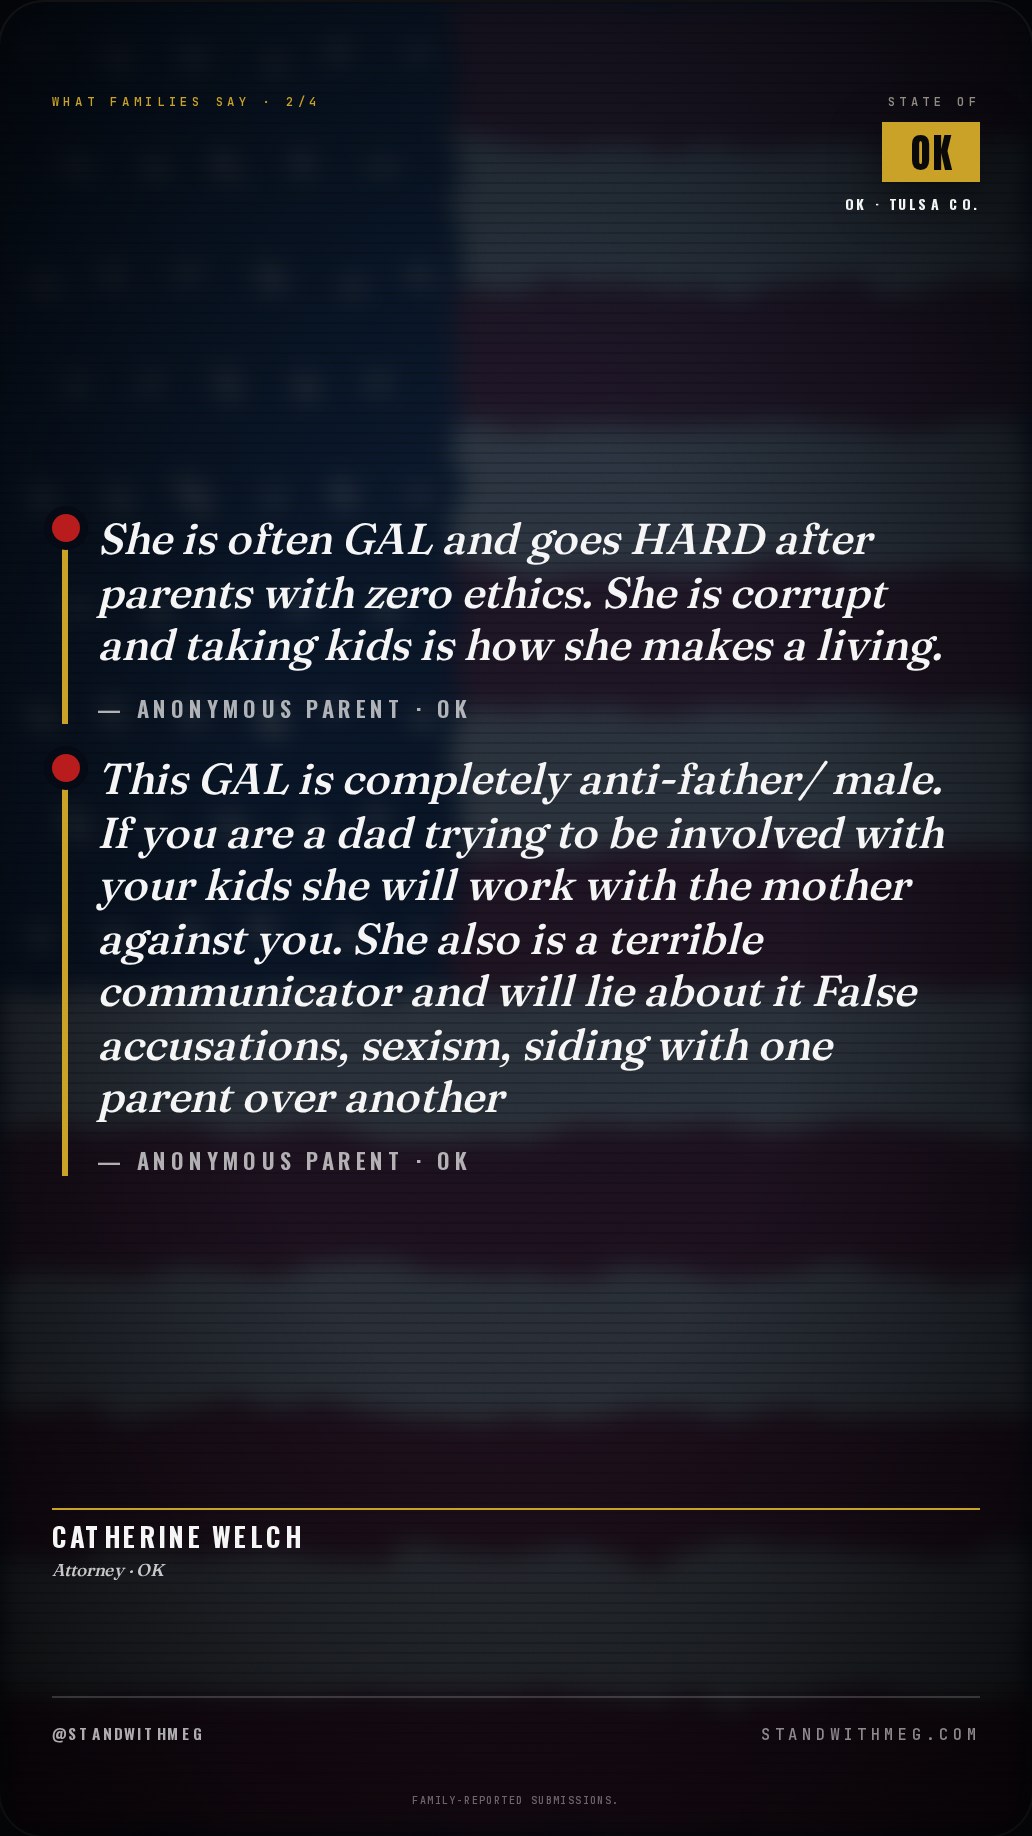 WHAT FAMILIES SAY · 2/4
STATE OF
OK
OK · TULSA CO.
She is often GAL and goes HARD after
parents with zero ethics. She is corrupt
and taking kids is how she makes a living.
— ANONYMOUS PARENT · OK
This GAL is completely anti-father/ male.
If you are a dad trying to be involved with
your kids she will work with the mother
against you. She also is a terrible
communicator and will lie about it False
accusations, sexism, siding with one
parent over another
— ANONYMOUS PARENT · OK
CATHERINE WELCH
Attorney · OK
@STANDWITHMEG
STANDWITHMEG.COM
FAMILY-REPORTED SUBMISSIONS.